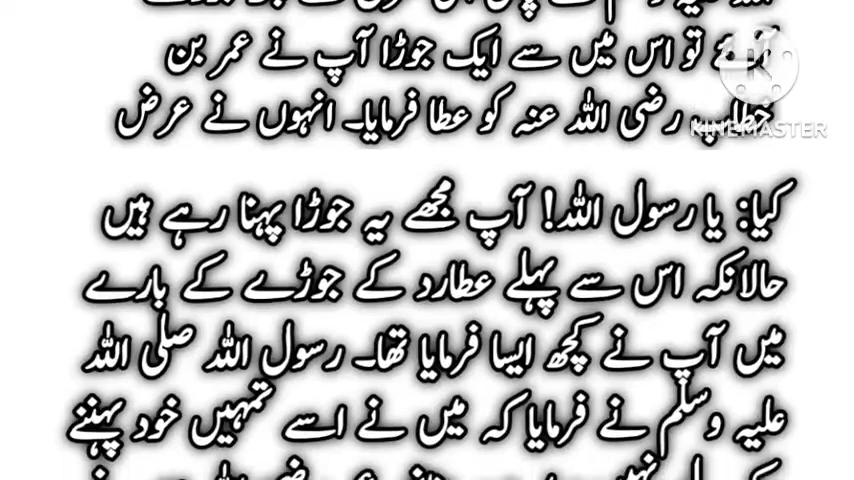 آئے تو اس میں سے ایک جوڑا آپ نے عمر بن
خطاب رضی اللہ عنہ کو عطا فرمایا۔ انہوں نے عرض
KINEMASTER
کیا: یا رسول اللہ! آپ مجھے یہ جوڑا پہنا رہے ہیں
حالانکہ اس سے پہلے عطارد کے جوڑے کے بارے
میں آپ نے کچھ ایسا فرمایا تھا۔ رسول اللہ صلی اللہ
علیہ وسلم نے فرمایا کہ میں نے اسے تمہیں خود پہننے